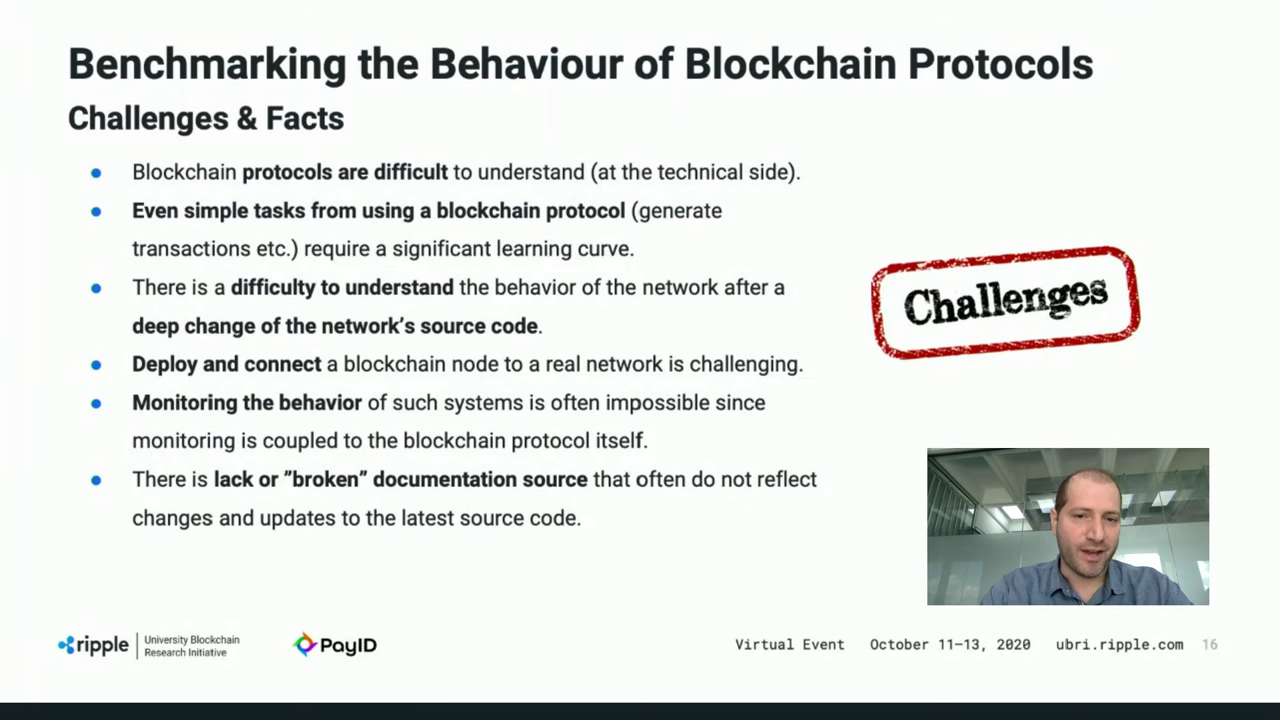 Benchmarking the Behaviour of Blockchain Protocols
Challenges & Facts
Blockchain protocols are difficult to understand (at the technical side).
Even simple tasks from using a blockchain protocol (generate
transactions etc.) require a significant learning curve.
There is a difficulty to understand the behavior of the network after a
deep change of the network's source code.
Deploy and connect a blockchain node to a real network is challenging.
Monitoring the behavior of such systems is often impossible since
monitoring is coupled to the blockchain protocol itself.
There is lack or ”broken” documentation source that often do not reflect
changes and updates to the latest source code.
Challenges
ripple
University Blockchain
Research Initiative
PayID
Virtual Event October 11–13, 2020 ubri.ripple.com 16